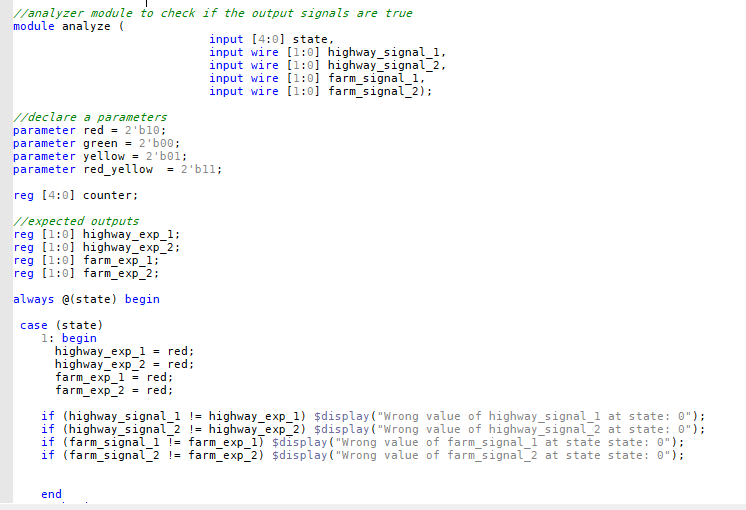 //analyzer module to check if the output signals are true
module analyze (
input [4:0] state,
input wire [1:0] highway_signal_1,
input wire [1:0] highway_signal_2,
input wire [1:0] farm_signal_1,
input wire [1:0] farm_signal_2);
//declare a parameters
parameter red = 2'b10;
parameter green = 2'b00;
parameter yellow = 2'b01;
parameter red_yellow  = 2'b11;
reg [4:0] counter;
//expected outputs
reg [1:0] highway_exp_1;
reg [1:0] highway_exp_2;
reg [1:0] farm_exp_1;
reg [1:0] farm_exp_2;
always @(state) begin
case (state)
1: begin
highway_exp_1 = red;
highway_exp_2 = red;
farm_exp_1 = red;
farm_exp_2 = red;
if (highway_signal_1 != highway_exp_1) $display("Wrong value of highway_signal_1 at state: 0");
if (highway_signal_2 != highway_exp_2) $display("Wrong value of highway_signal_2 at state: 0");
if (farm_signal_1 != farm_exp_1) $display("Wrong value of farm_signal_1 at state state: 0");
if (farm_signal_2 != farm_exp_2) $display("Wrong value of farm_signal_2 at state state: 0");
end